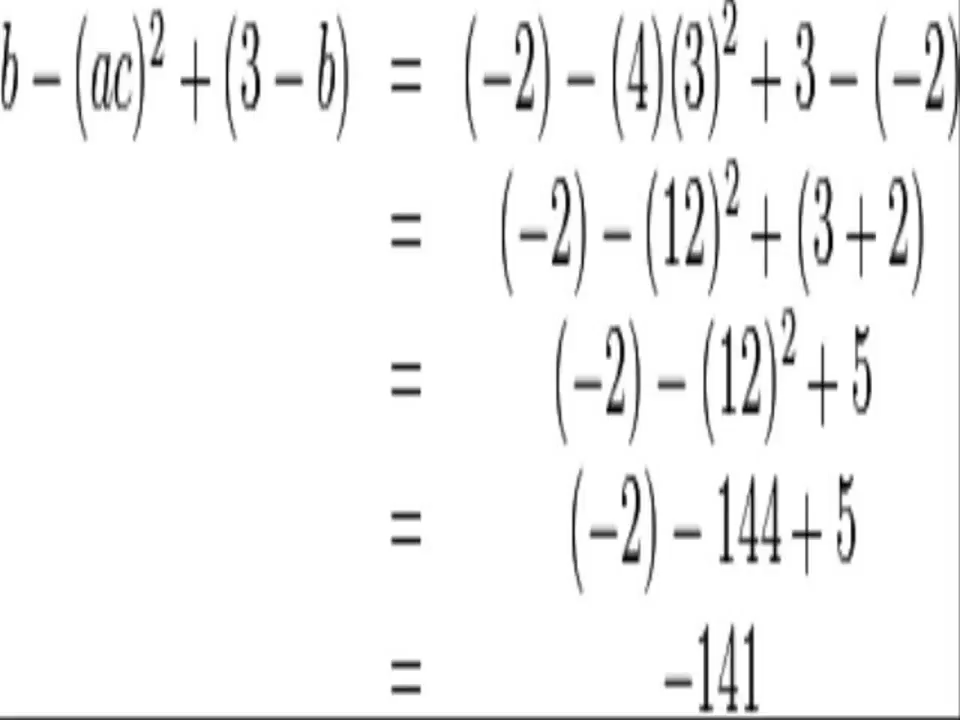 b − (ac)² + (3 − b) = (−2) − (4)(3)² + 3 − (−2)
= (−2) − (12)² + (3 + 2)
= (−2) − (12)² + 5
= (−2) − 144 + 5
= −141